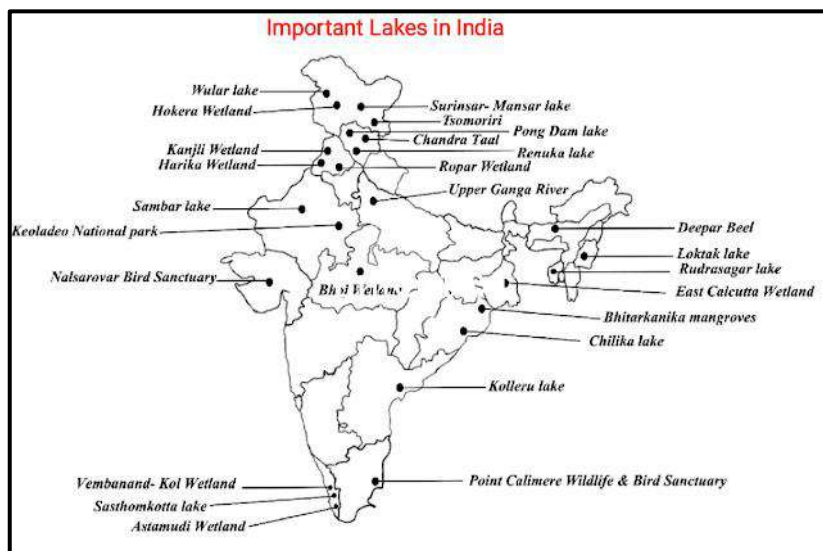 Important Lakes in India
Wular lake
Hokera Wetland
Surinsar- Mansar lake
Tsomoriri
Pong Dam lake
Chandra Taal
Kanjli Wetland
Renuka lake
Harika Wetland
Ropar Wetland
Upper Ganga River
Sambar lake
Keoladeo National park
Deepar Beel
Loktak lake
Rudrasagar lake
Nalsarovar Bird Sanctuary
East Caicutta Wetland
Bhitarkanika mangroves
Chilika lake
Kolleru lake
Vembanand- Kol Wetland
Point Calimere Wildlife & Bird Sanctuary
Sasthomkotta lake
Astamudi Wetland